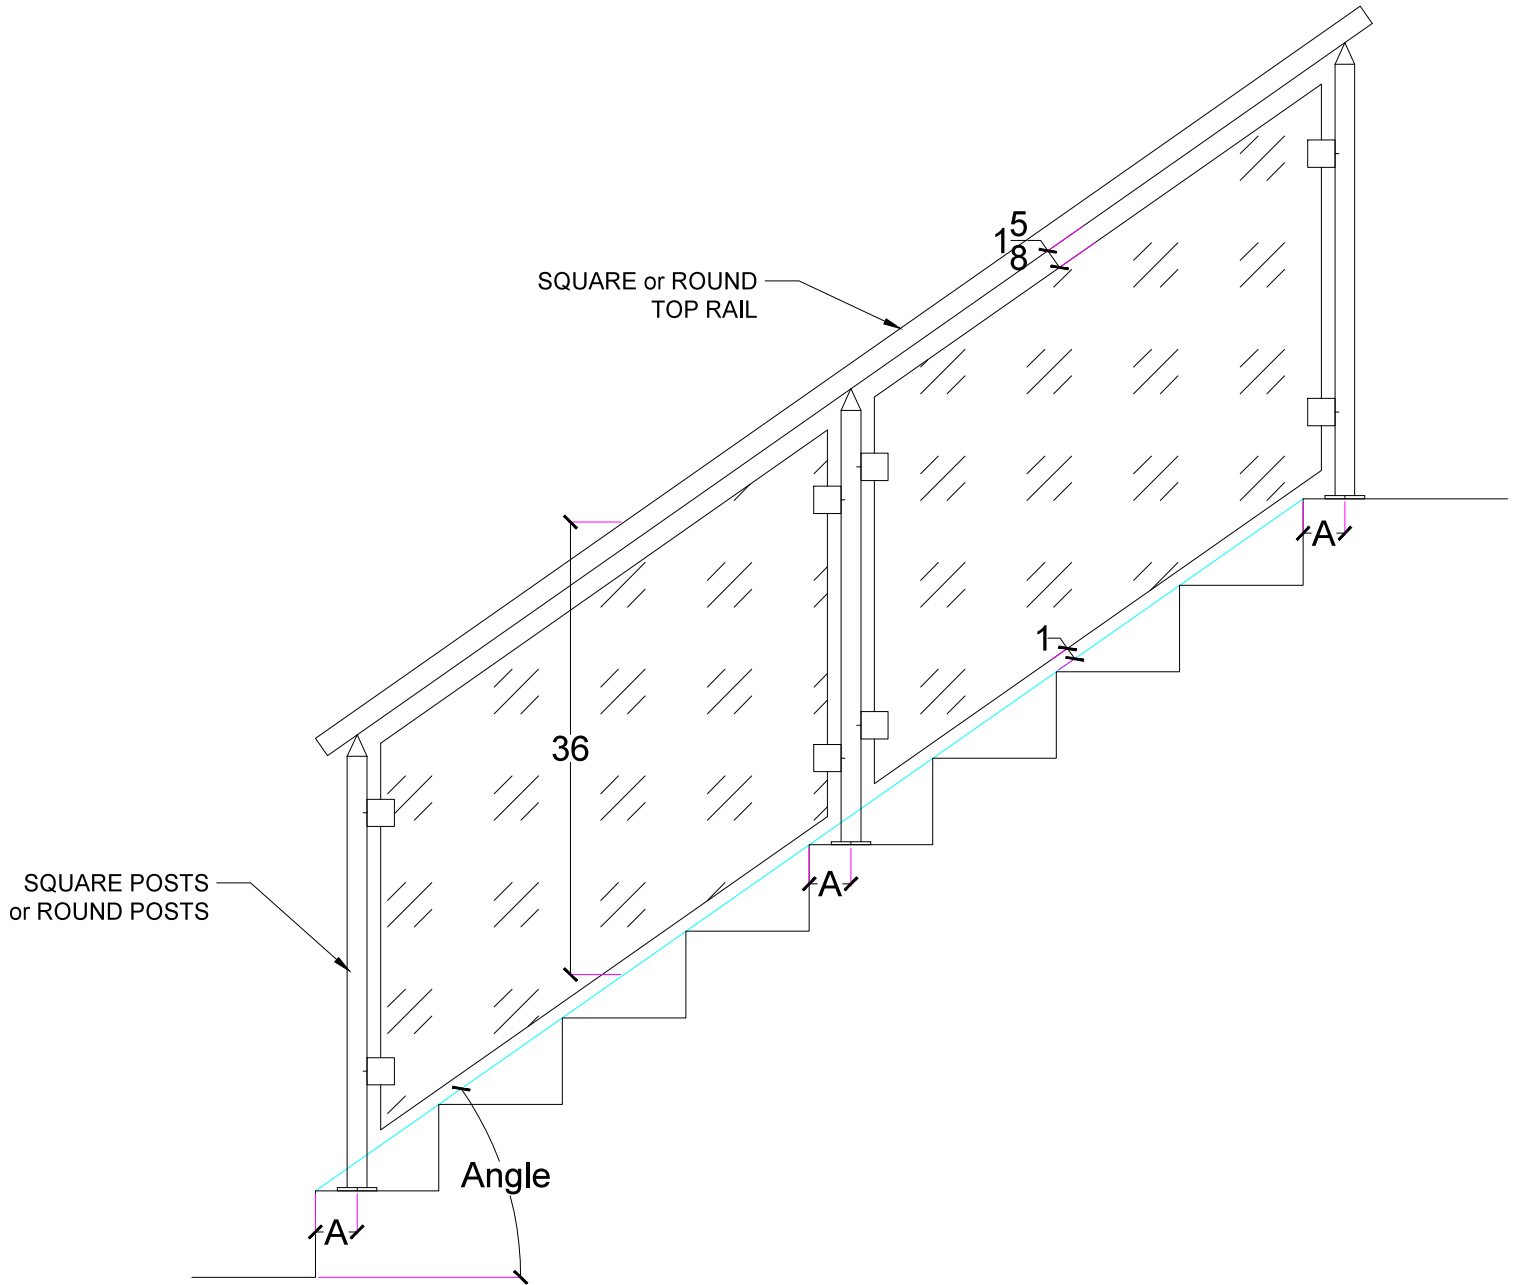 5
1
8
SQUARE or ROUND
TOP RAIL
A
1
36
SQUARE POSTS
or ROUND POSTS
A
Angle
A